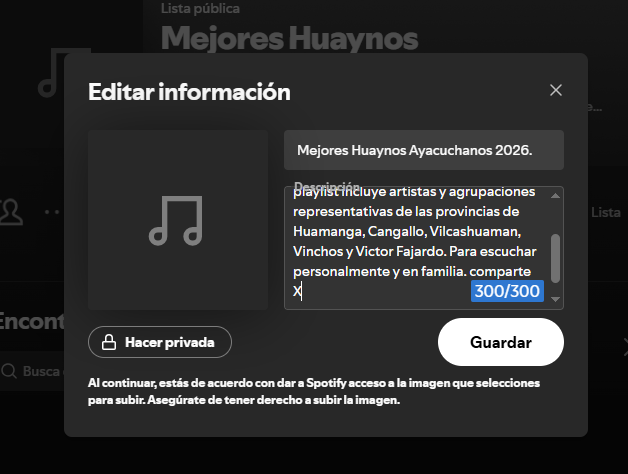 Lista pública
Mejores Huaynos
Editar información
Mejores Huaynos Ayacuchanos 2026.
Descripción
playlist incluye artistas y agrupaciones
representativas de las provincias de
Huamanga, Cangallo, Vilcashuaman,
Vinchos y Victor Fajardo. Para escuchar
personalmente y en familia. comparte
X
300/300
Lista
Encont
Hacer privada
Guardar
Busca
Al continuar, estás de acuerdo con dar a Spotify acceso a la imagen que selecciones
para subir. Asegúrate de tener derecho a subir la imagen.